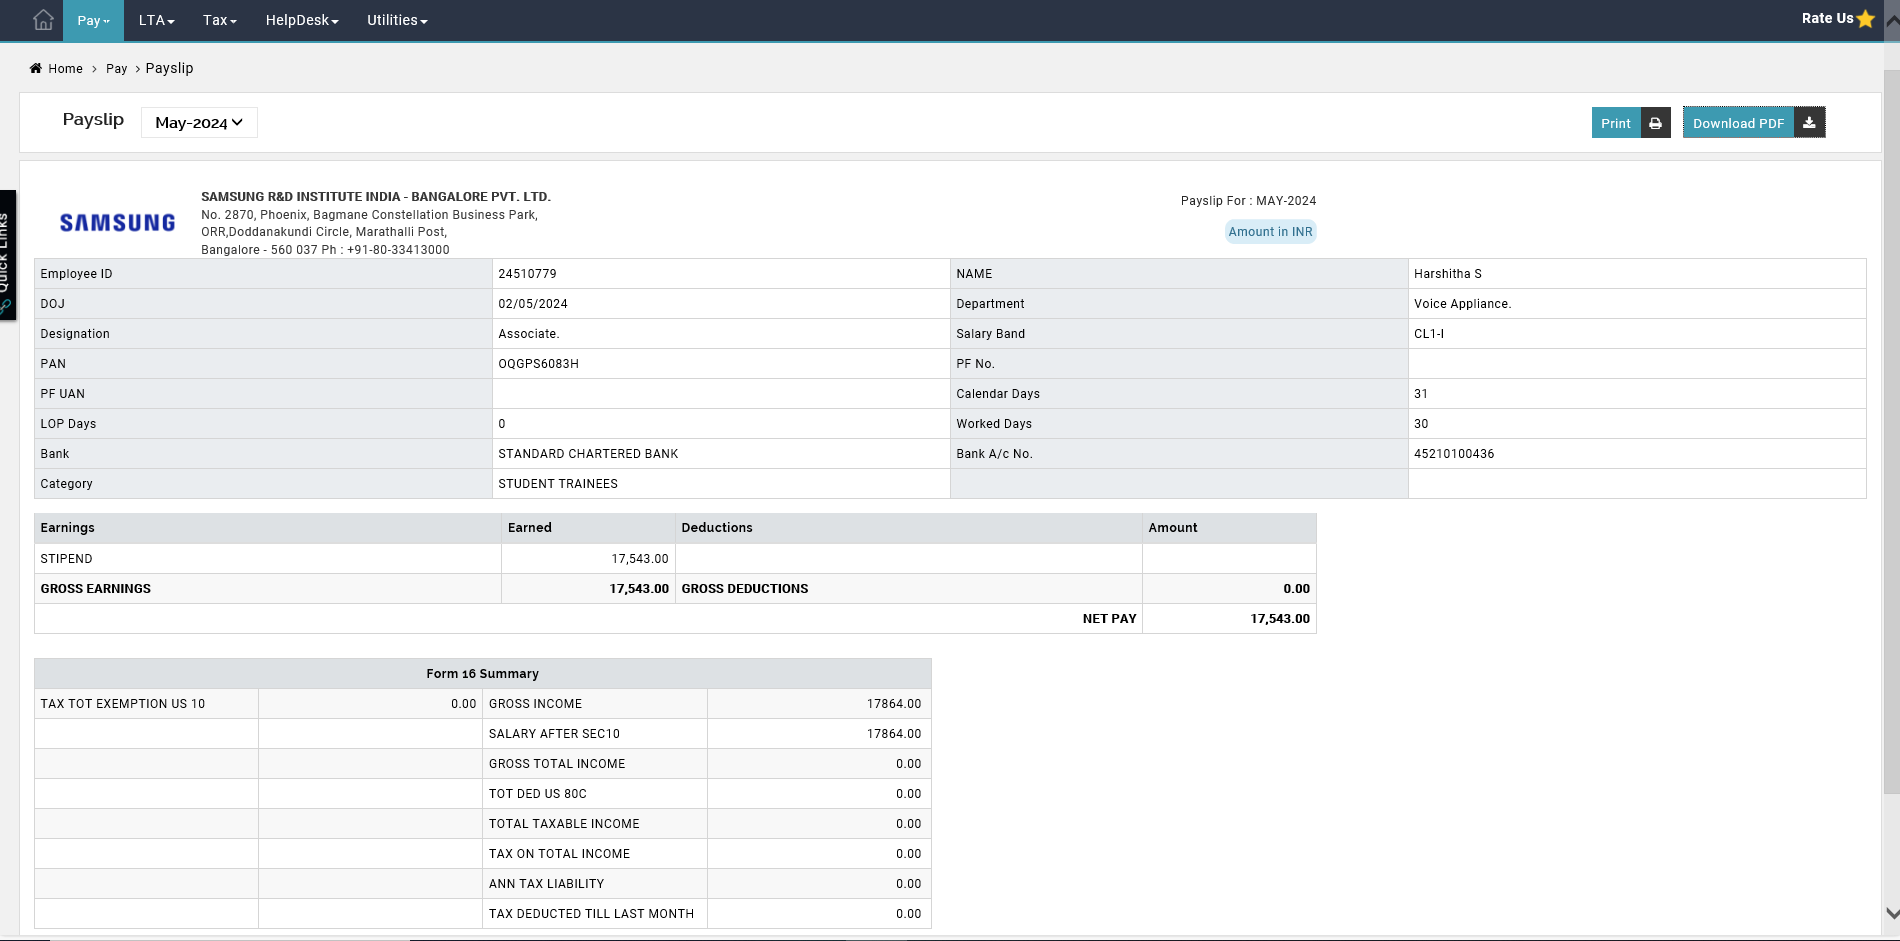 Pay LTA Tax HelpDesk Utilities Rate Us
Home > Pay > Payslip
Payslip May-2024 Print Download PDF
Quick Links
SAMSUNG
SAMSUNG R&D INSTITUTE INDIA - BANGALORE PVT. LTD.
No. 2870, Phoenix, Bagmane Constellation Business Park,
ORR,Doddanakundi Circle, Marathalli Post,
Bangalore - 560 037 Ph : +91-80-33413000
Payslip For : MAY-2024
Amount in INR
Employee ID 24510779 NAME Harshitha S
DOJ 02/05/2024 Department Voice Appliance.
Designation Associate. Salary Band CL1-I
PAN OQGPS6083H PF No.
PF UAN Calendar Days 31
LOP Days 0 Worked Days 30
Bank STANDARD CHARTERED BANK Bank A/c No. 45210100436
Category STUDENT TRAINEES
Earnings Earned Deductions Amount
STIPEND 17,543.00
GROSS EARNINGS 17,543.00 GROSS DEDUCTIONS 0.00
NET PAY 17,543.00
Form 16 Summary
TAX TOT EXEMPTION US 10 0.00 GROSS INCOME 17864.00
SALARY AFTER SEC10 17864.00
GROSS TOTAL INCOME 0.00
TOT DED US 80C 0.00
TOTAL TAXABLE INCOME 0.00
TAX ON TOTAL INCOME 0.00
ANN TAX LIABILITY 0.00
TAX DEDUCTED TILL LAST MONTH 0.00